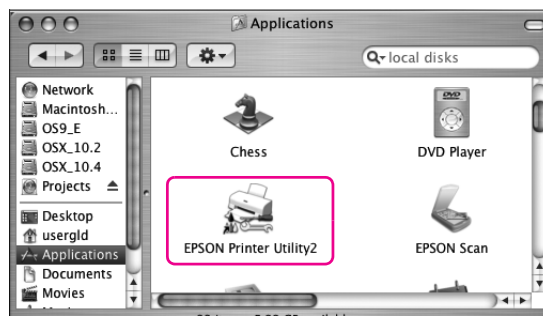 Applications
local disks
Network
Macintosh...
OS9_E
OSX_10.2
OSX_10.4
Projects
Desktop
usergld
Applications
Documents
Movies
Chess
DVD
DVD Player
EPSON Printer Utility2
EPSON Scan